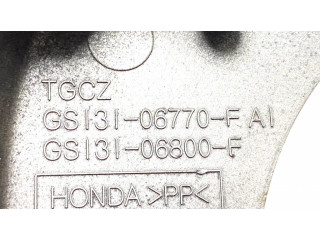 TGCZ
GS131-06770-F A1
GS131-06800-F
HONDA >PP<